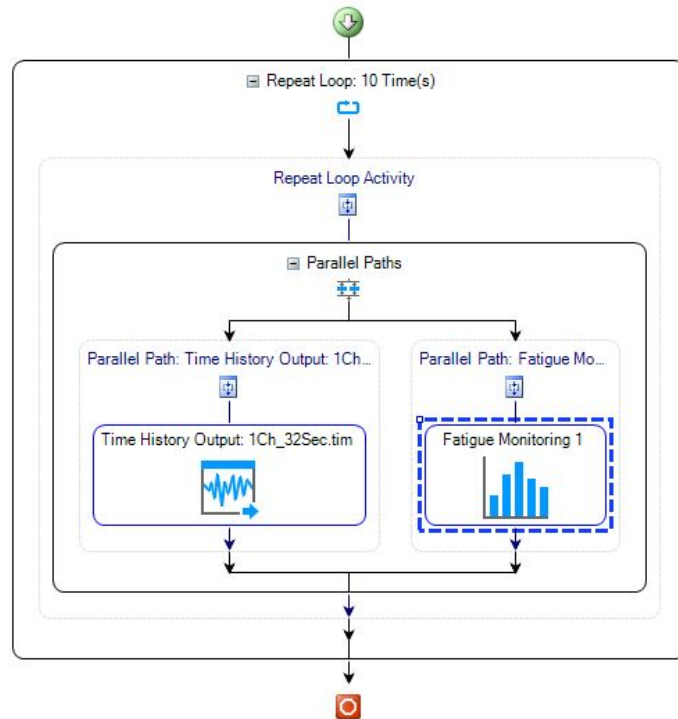 Repeat Loop: 10 Time(s)
Repeat Loop Activity
Parallel Paths
Parallel Path: Time History Output: 1Ch...
Parallel Path: Fatigue Mo...
Time History Output: 1Ch_32Sec.tim
Fatigue Monitoring 1